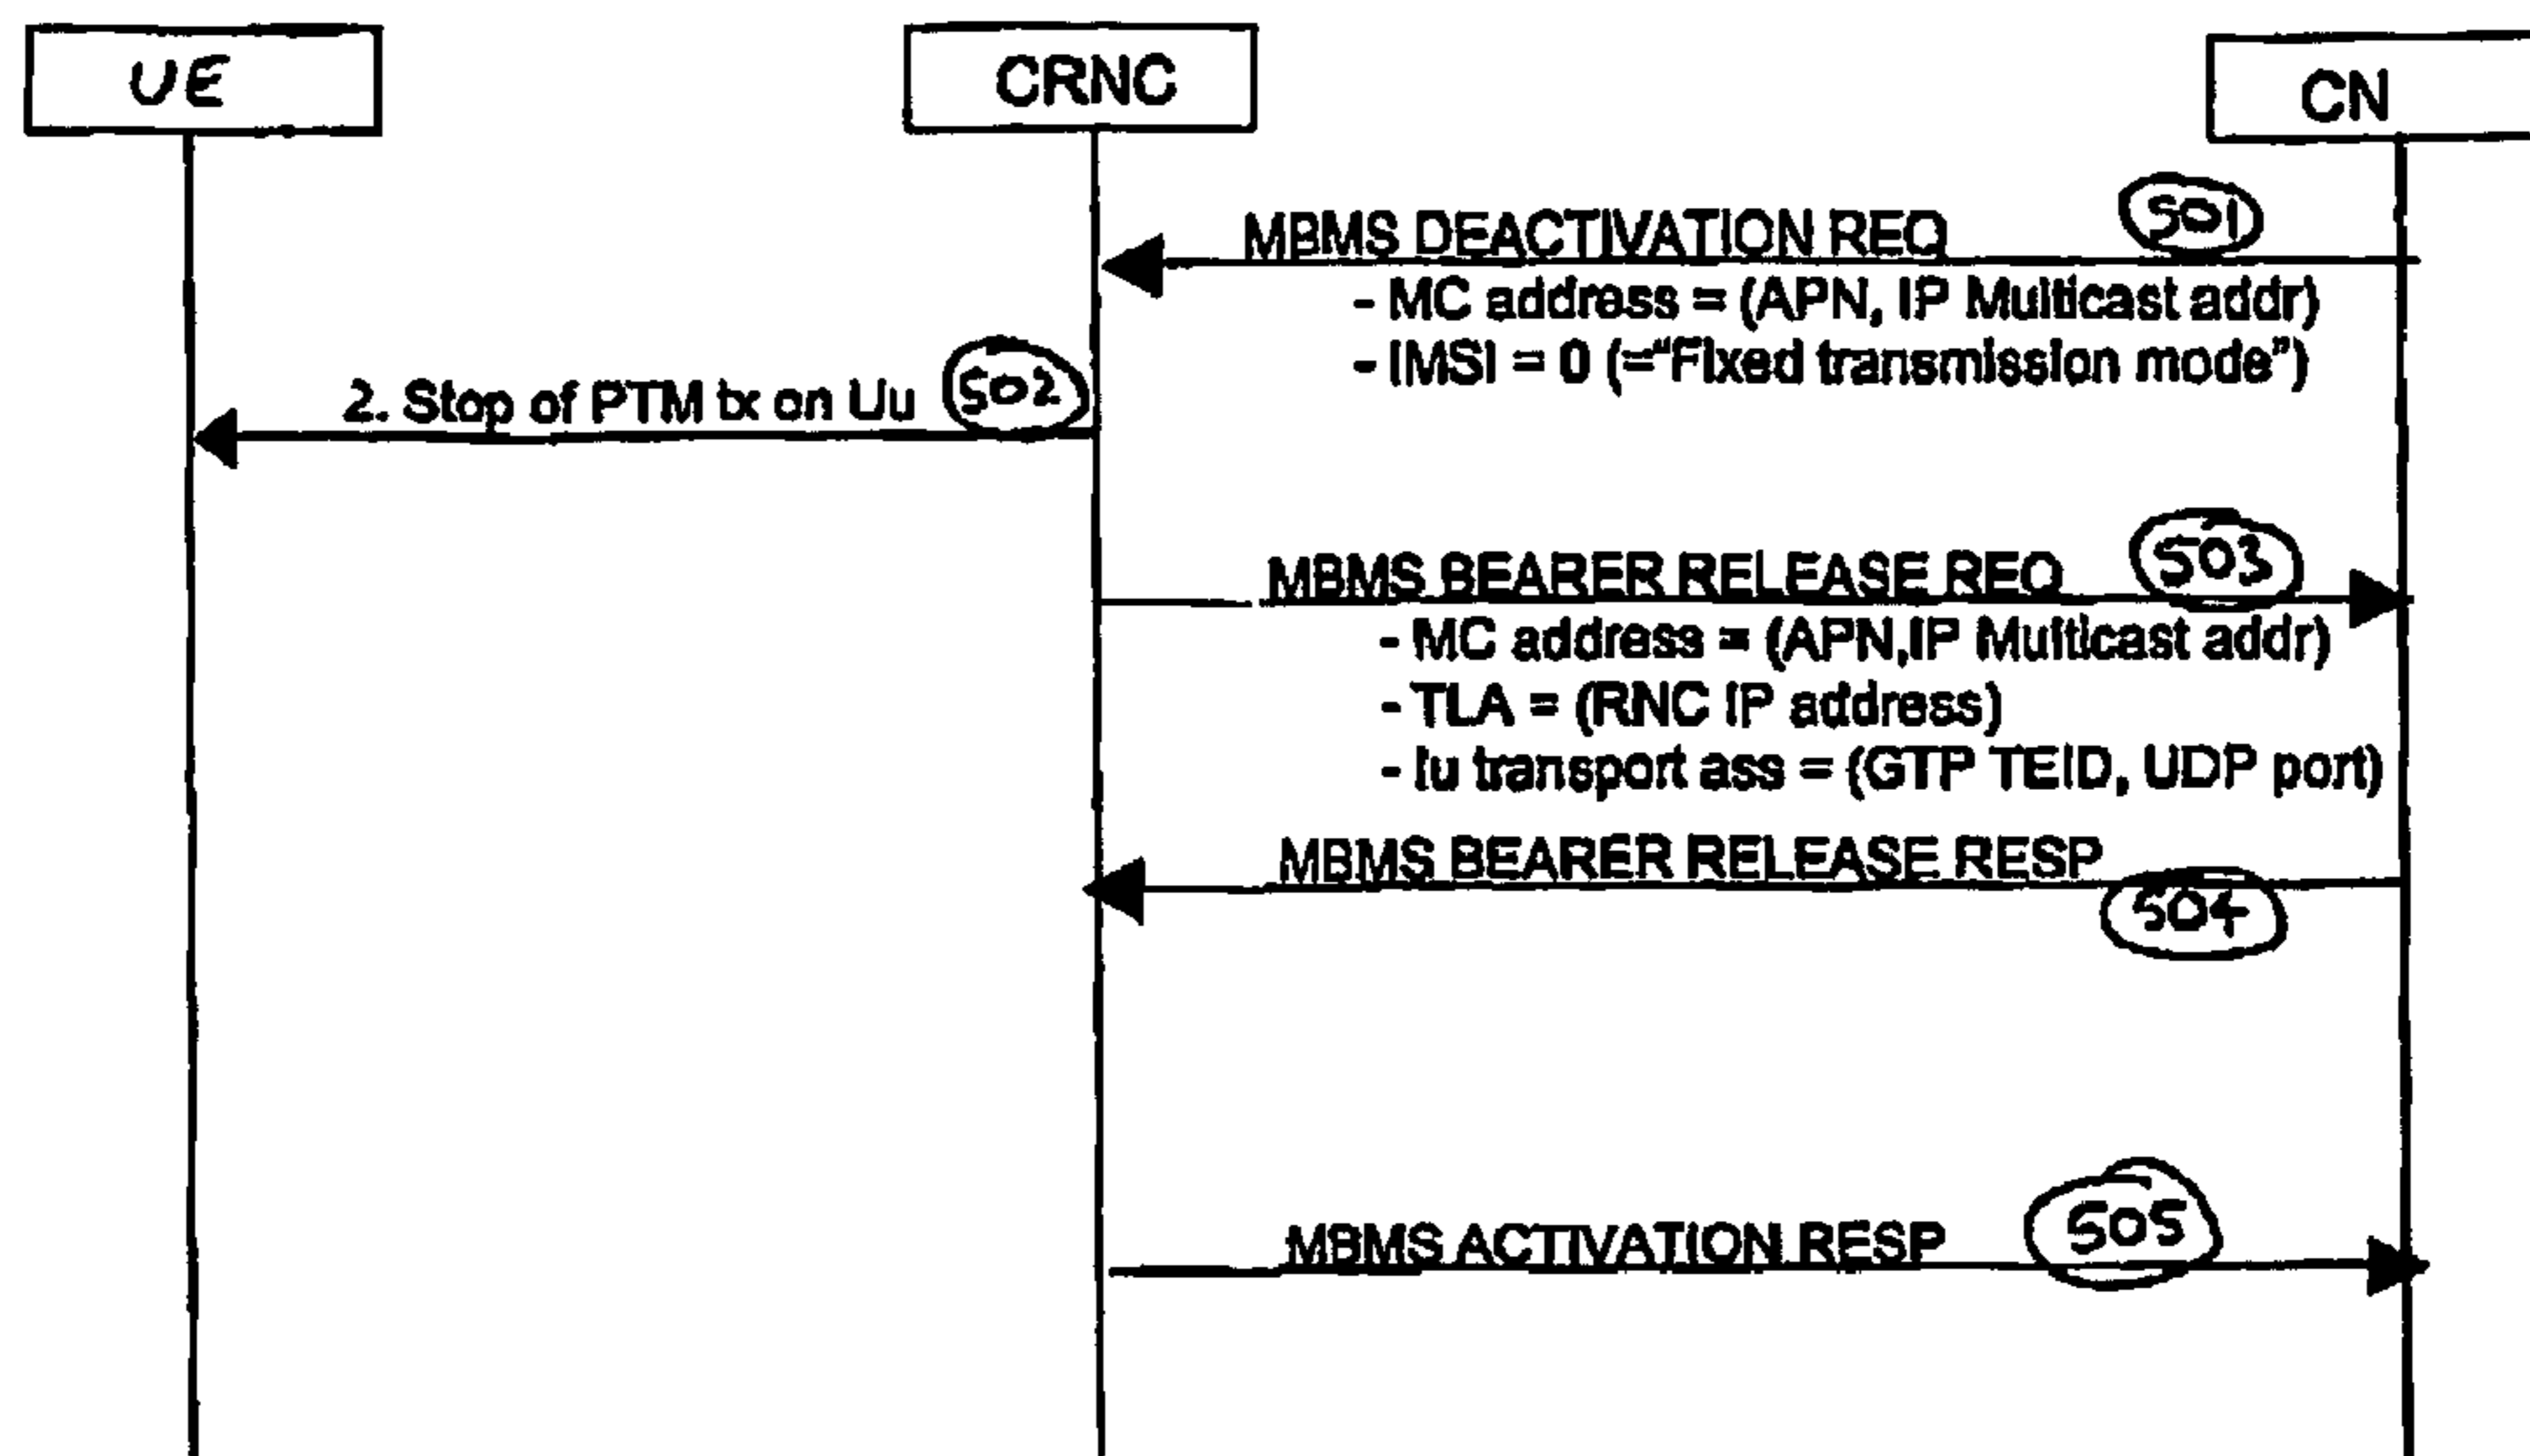 UE
CRNC
CN
MBMS DEACTIVATION REQ 501
- MC address = (APN, IP Multicast addr)
- IMSI = 0 (="Fixed transmission mode")
2. Stop of PTM tx on Uu 502
MBMS BEARER RELEASE REQ 503
- MC address = (APN,IP Multicast addr)
- TLA = (RNC IP address)
- Iu transport ass = (GTP TEID, UDP port)
MBMS BEARER RELEASE RESP
504
MBMS ACTIVATION RESP 505